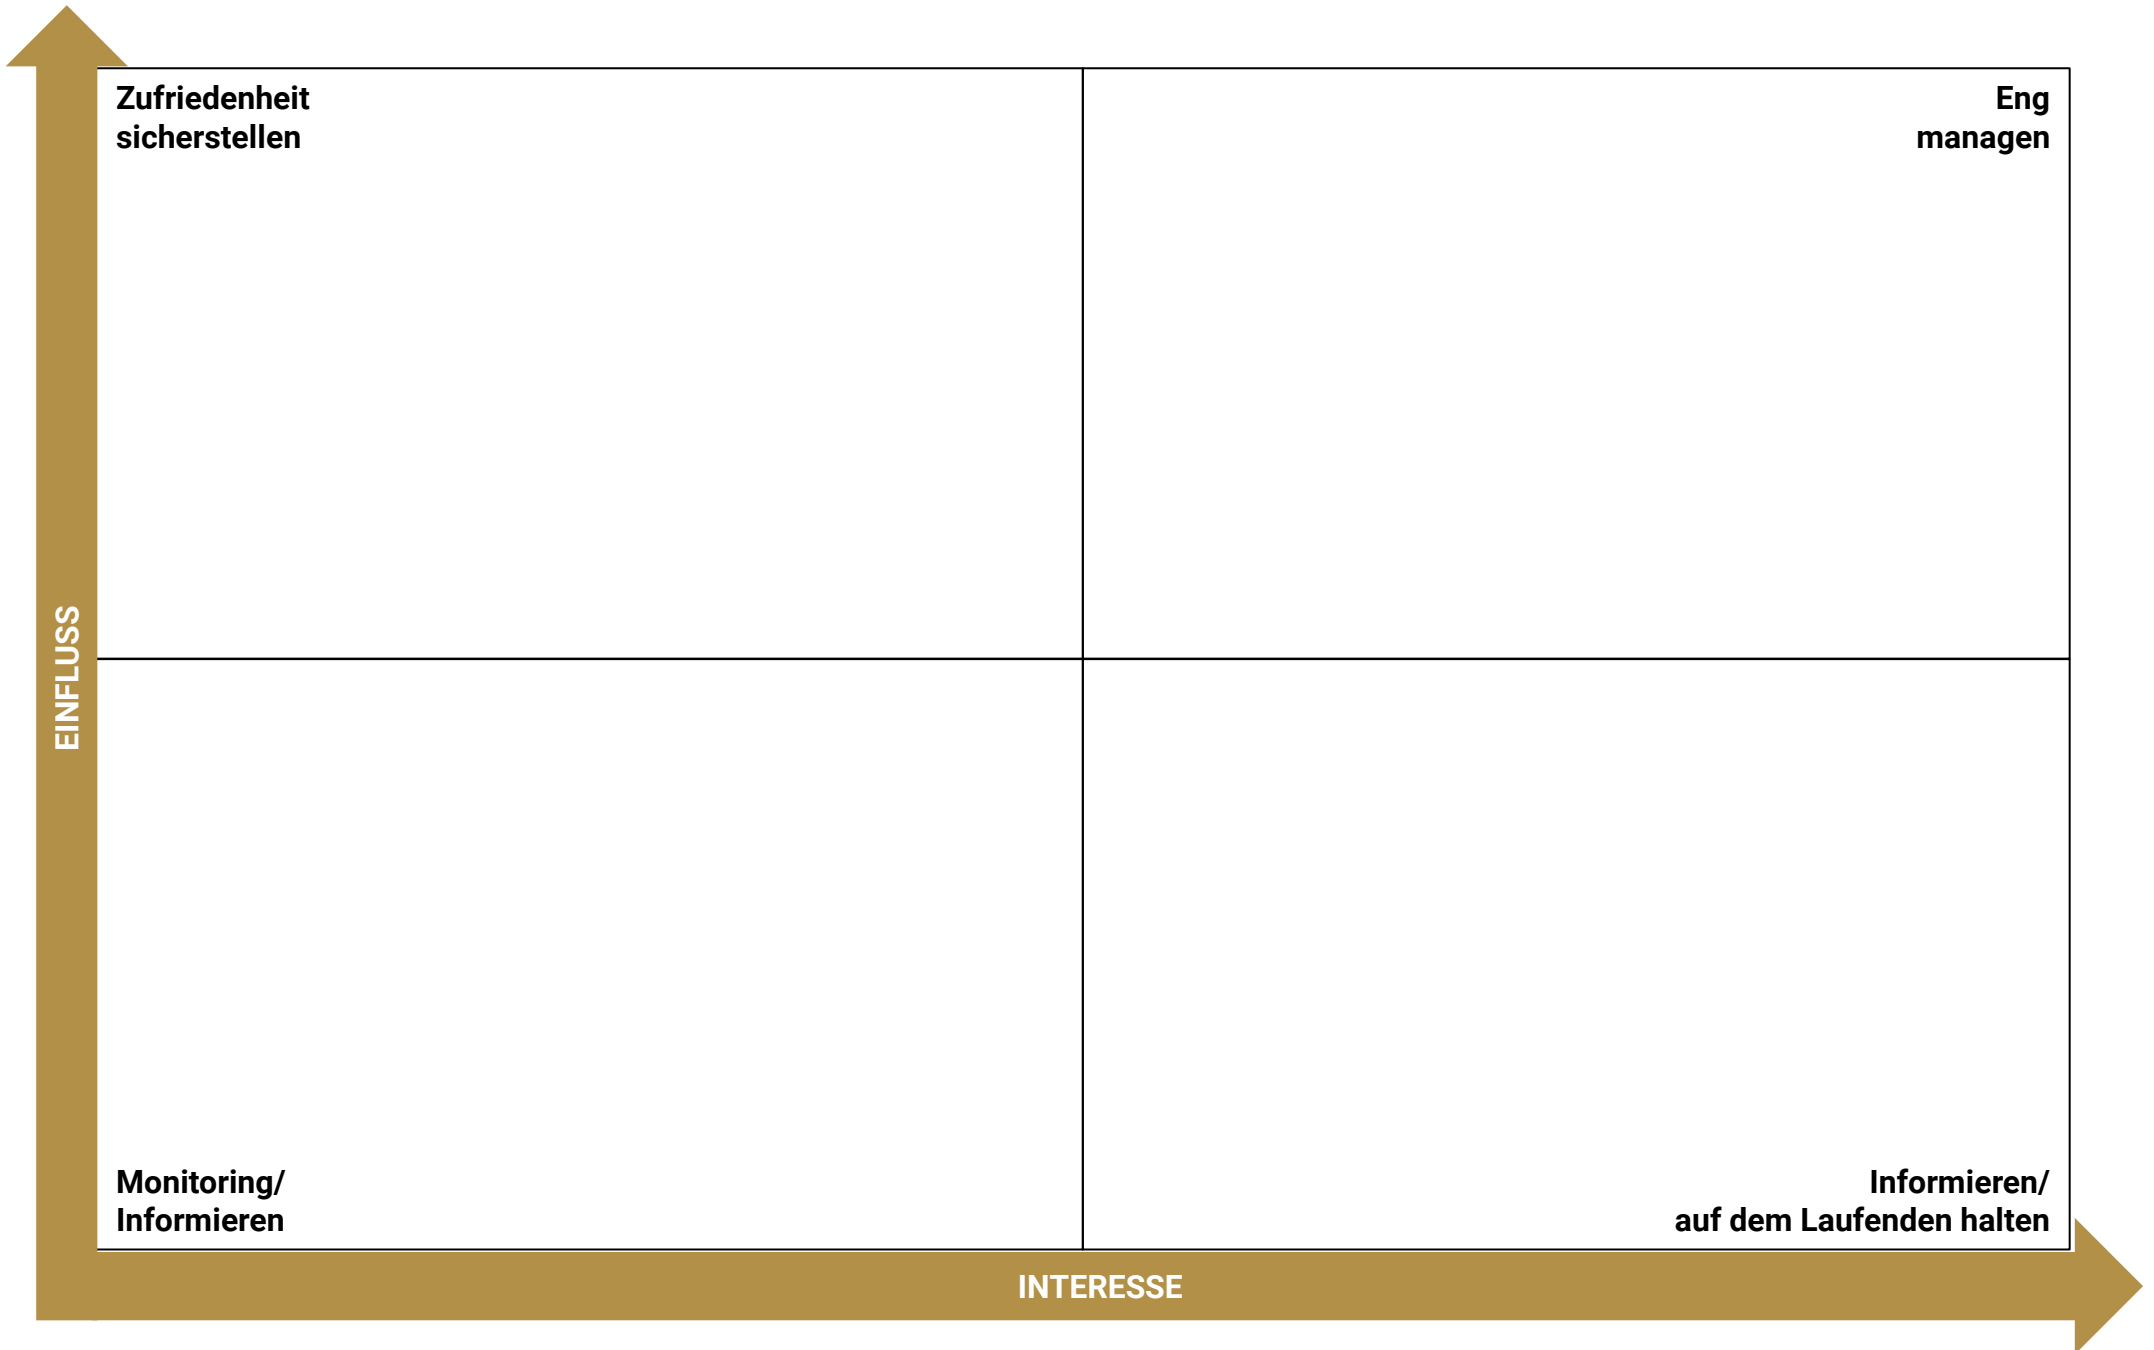 Zufriedenheit
sicherstellen
Eng
managen
EINFLUSS
Monitoring/
Informieren
Informieren/
auf dem Laufenden halten
INTERESSE